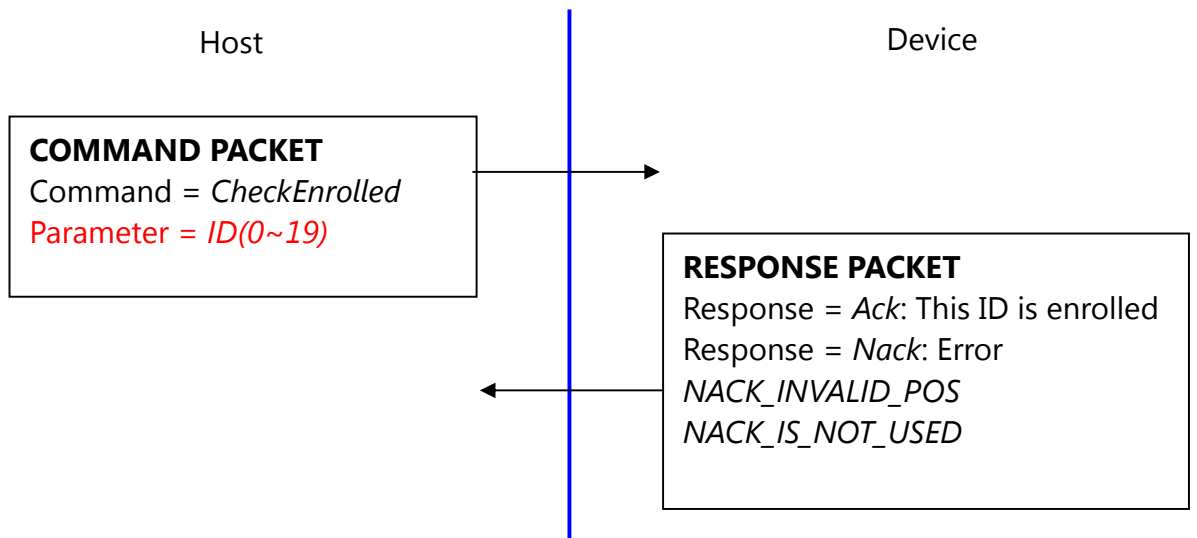 Host
Device
COMMAND PACKET
Command = CheckEnrolled
Parameter = ID(0~19)
RESPONSE PACKET
Response = Ack: This ID is enrolled
Response = Nack: Error
NACK_INVALID_POS
NACK_IS_NOT_USED